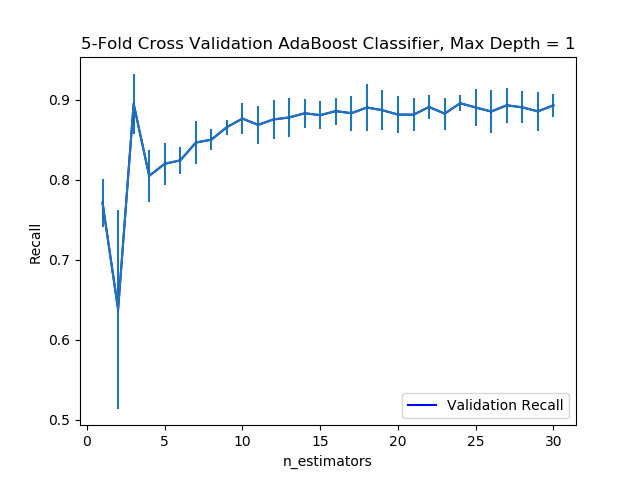 5-Fold Cross Validation AdaBoost Classifier, Max Depth = 1
Recall
0.9
0.8
0.7
0.6
0.5
Validation Recall
0 5 10 15 20 25 30
n_estimators